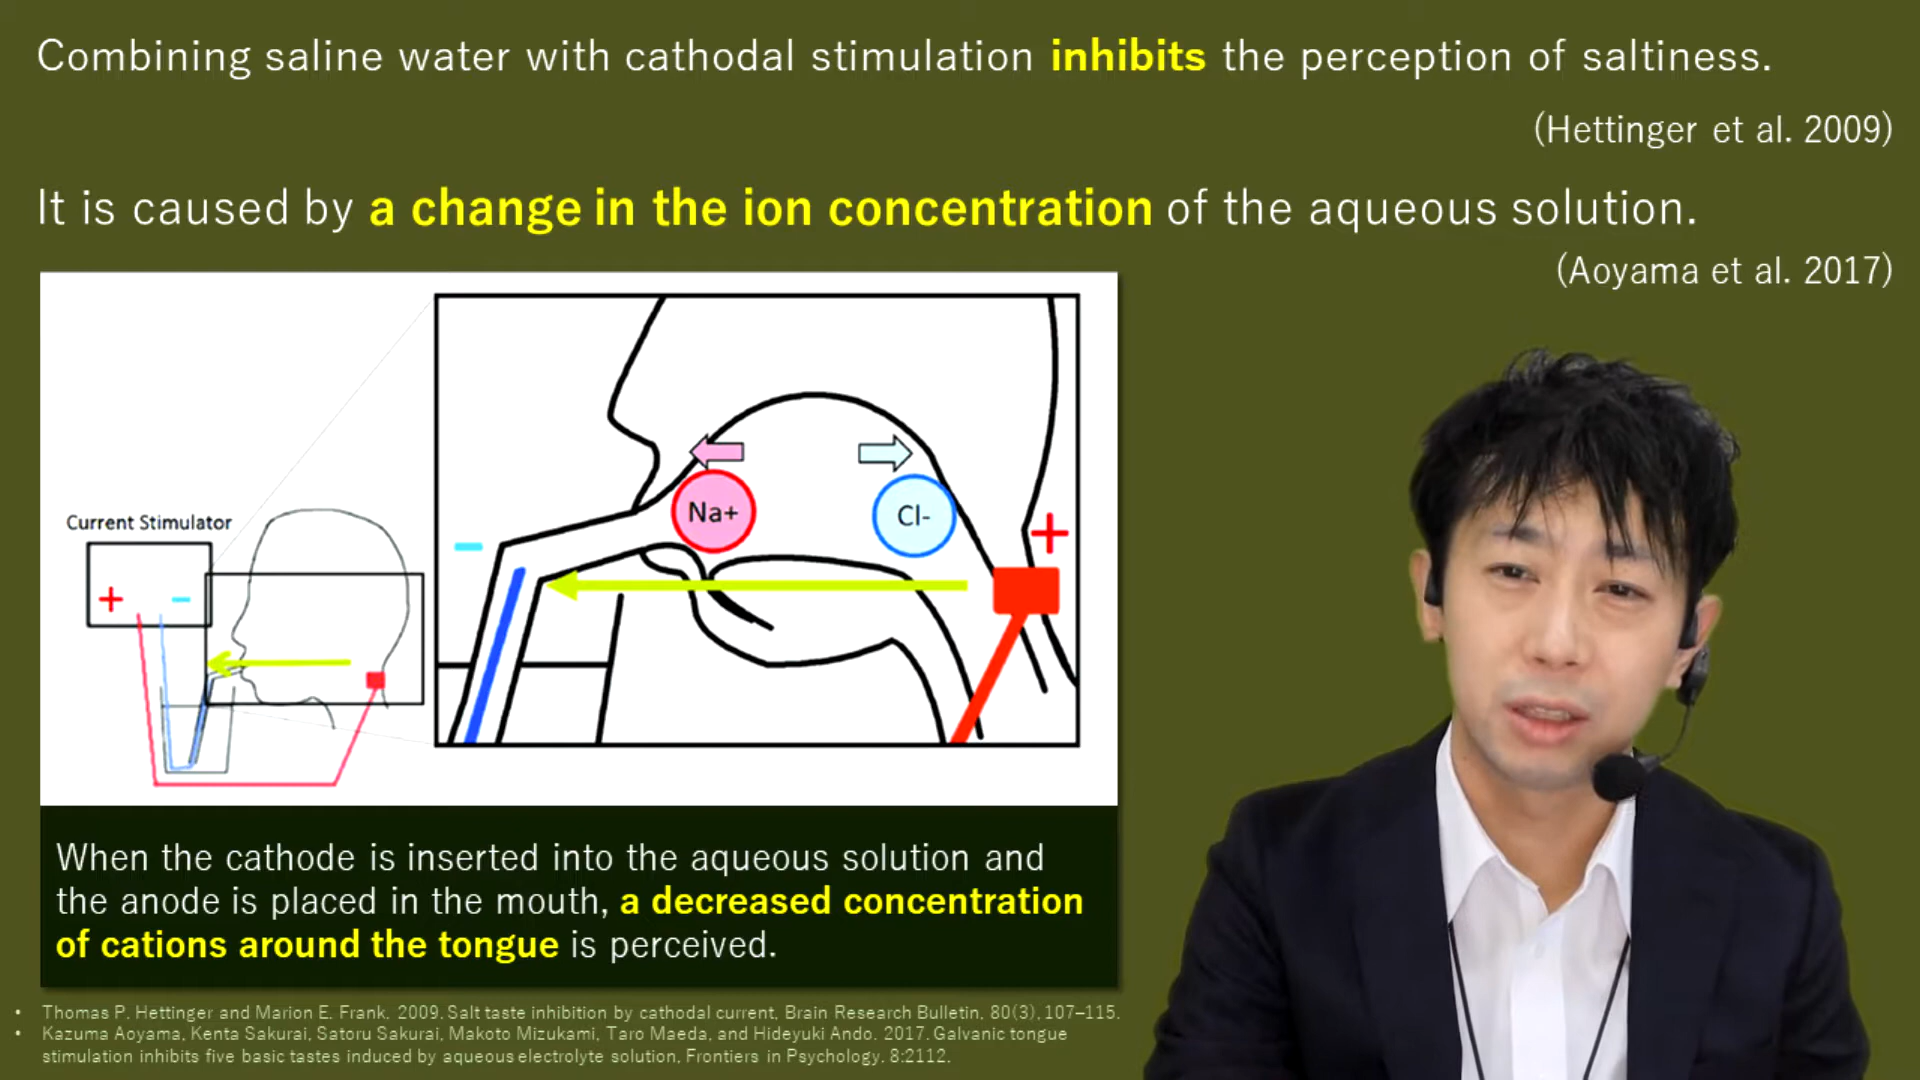 Combining saline water with cathodal stimulation inhibits the perception of saltiness.
(Hettinger et al. 2009)
It is caused by a change in the ion concentration of the aqueous solution.
(Aoyama et al. 2017)
Current Stimulator
+ −
− Na+ Cl- +
When the cathode is inserted into the aqueous solution and
the anode is placed in the mouth, a decreased concentration
of cations around the tongue is perceived.
• Thomas P. Hettinger and Marion E. Frank. 2009. Salt taste inhibition by cathodal current, Brain Research Bulletin, 80(3), 107–115.
• Kazuma Aoyama, Kenta Sakurai, Satoru Sakurai, Makoto Mizukami, Taro Maeda, and Hideyuki Ando. 2017. Galvanic tongue
stimulation inhibits five basic tastes induced by aqueous electrolyte solution, Frontiers in Psychology. 8:2112.